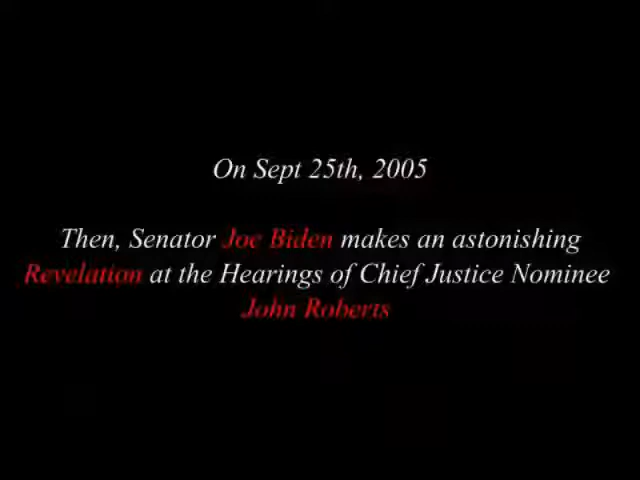 On Sept 25th, 2005
Then, Senator Joe Biden makes an astonishing
Revelation at the Hearings of Chief Justice Nominee
John Roberts